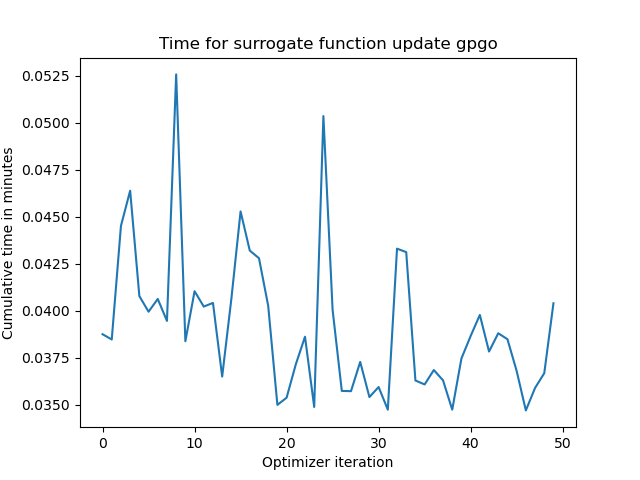 Time for surrogate function update gpgo
Cumulative time in minutes
0.0525
0.0500
0.0475
0.0450
0.0425
0.0400
0.0375
0.0350
0 10 20 30 40 50
Optimizer iteration